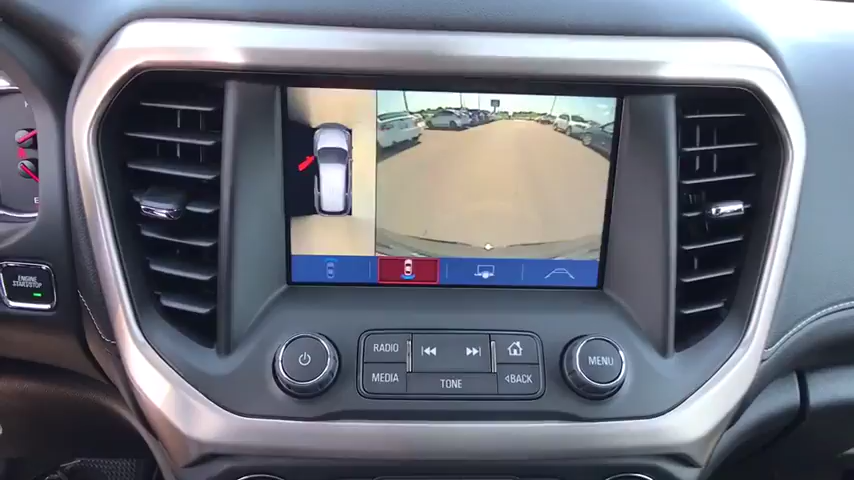 ENGINE
START/STOP
RADIO
MEDIA
TONE
BACK
MENU